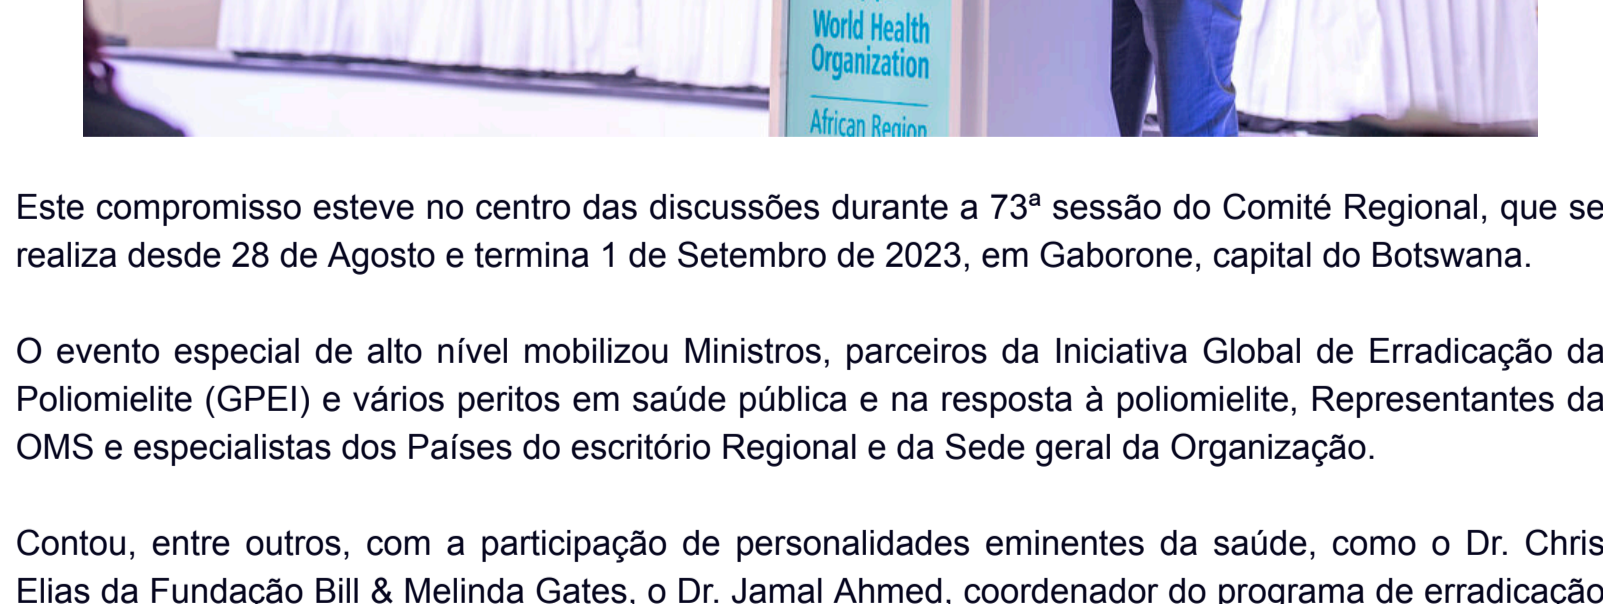 World Health
Organization
African Region
Este compromisso esteve no centro das discussões durante a 73ª sessão do Comité Regional, que se
realiza desde 28 de Agosto e termina 1 de Setembro de 2023, em Gaborone, capital do Botswana.
O evento especial de alto nível mobilizou Ministros, parceiros da Iniciativa Global de Erradicação da
Poliomielite (GPEI) e vários peritos em saúde pública e na resposta à poliomielite, Representantes da
OMS e especialistas dos Países do escritório Regional e da Sede geral da Organização.
Contou, entre outros, com a participação de personalidades eminentes da saúde, como o Dr. Chris
Elias da Fundação Bill & Melinda Gates, o Dr. Jamal Ahmed, coordenador do programa de erradicação